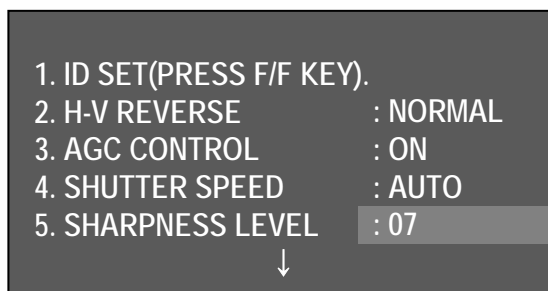 1. ID SET(PRESS F/F KEY).
2. H-V REVERSE : NORMAL
3. AGC CONTROL : ON
4. SHUTTER SPEED : AUTO
5. SHARPNESS LEVEL : 07
↓